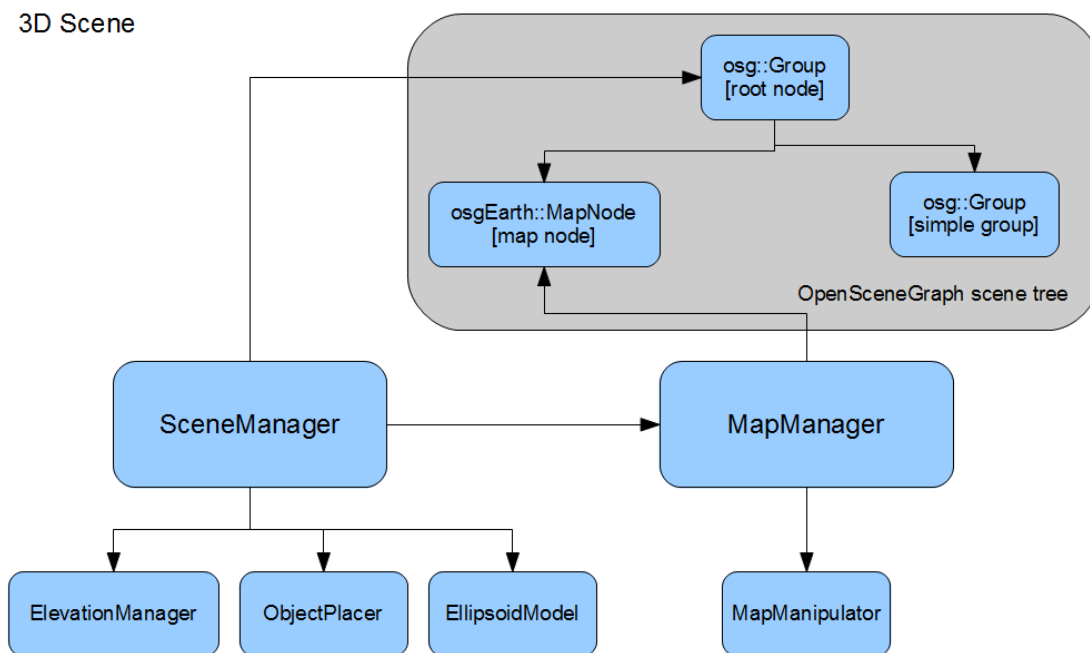 3D Scene
osg::Group
[root node]
osgEarth::MapNode
[map node]
osg::Group
[simple group]
OpenSceneGraph scene tree
SceneManager
MapManager
ElevationManager
ObjectPlacer
EllipsoidModel
MapManipulator